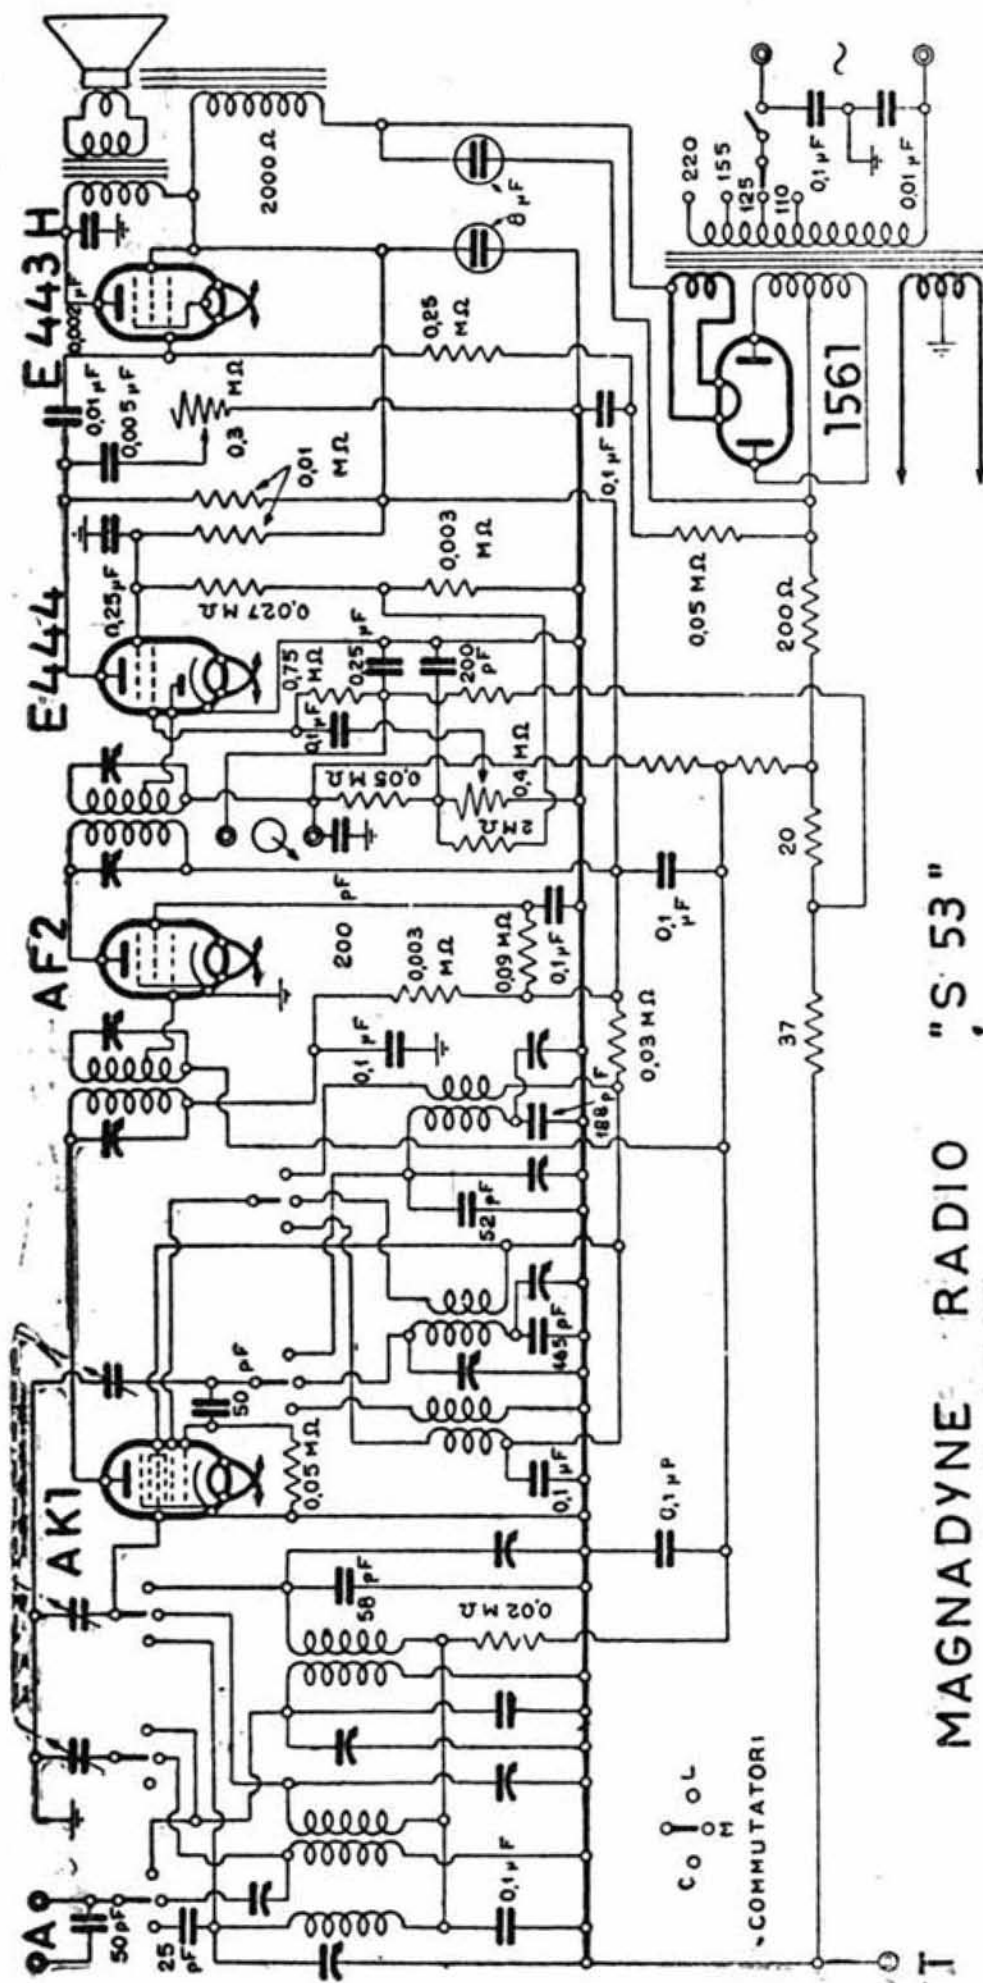 A
50 pF
25 pF
AK1
AF2
E 444
E 443 H
0,1 µF
58 pF
0,02 MΩ
0,1 µF
50 pF
0,05 MΩ
0,1 µF
465 pF
52 pF
188 pF
0,1 µF
0,003 MΩ
0,09 MΩ
0,1 µF
0,03 MΩ
200 pF
0,1 µF
2 MΩ
0,4 MΩ
0,05 MΩ
0,1 µF
0,75 MΩ
0,25 µF
200 pF
0,25 µF
0,027 MΩ
0,003 MΩ
0,01 MΩ
0,3 MΩ
0,01 µF
0,005 µF
0,002 µF
0,25 MΩ
0,1 µF
0,05 MΩ
200 Ω
20
37
2000 Ω
8 µF
1561
220
155
125
110
0,1 µF
0,01 µF
~
C
M
L
COMMUTATORI
T
MAGNADYNE RADIO "S 53"